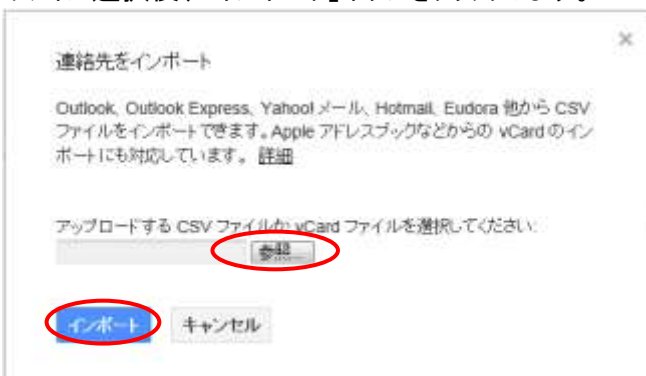 連絡先をインポート
Outlook、Outlook Express、Yahoo! メール、Hotmail、Eudora 他から CSV
ファイルをインポートできます。Apple アドレスブックなどからの vCard のイン
ポートにも対応しています。 詳細
アップロードする CSV ファイルか vCard ファイルを選択してください:
参照...
インポート キャンセル